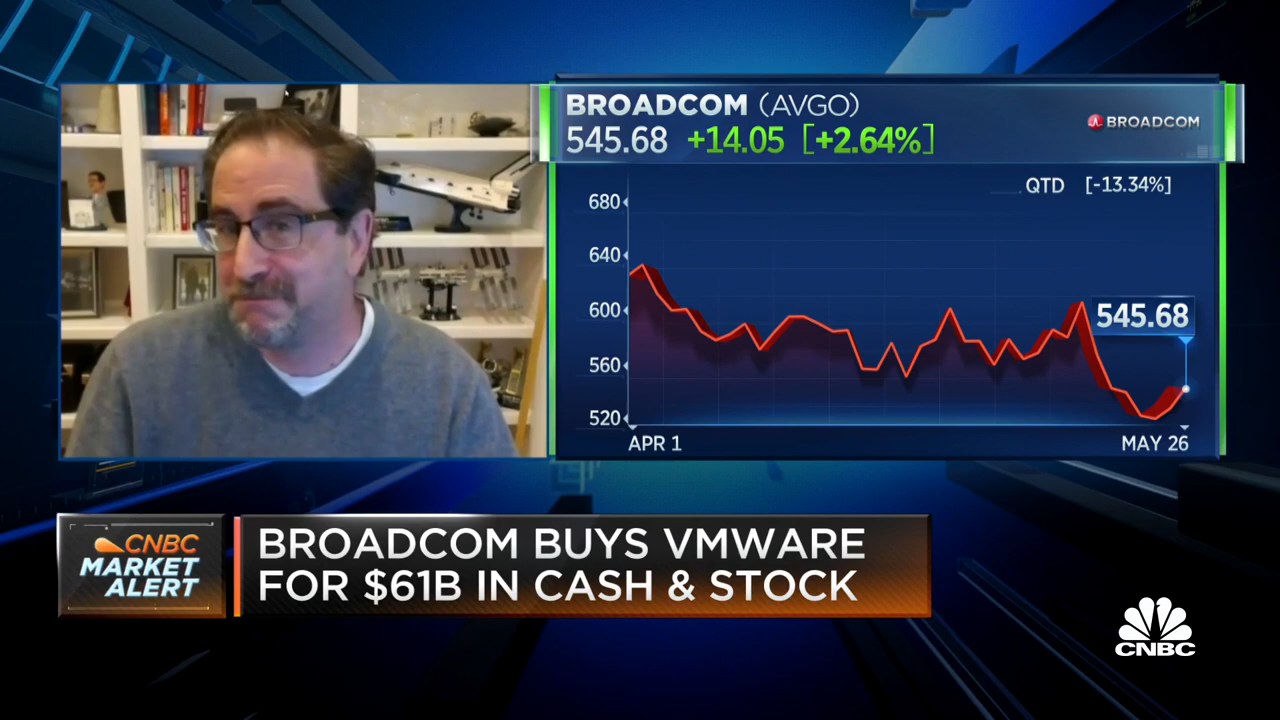 BROADCOM (AVGO)
545.68 +14.05 [+2.64%]
BROADCOM
QTD [-13.34%]
680
640
600
560
520
545.68
APR 1
MAY 26
CNBC
MARKET
ALERT
BROADCOM BUYS VMWARE
FOR $61B IN CASH & STOCK
CNBC